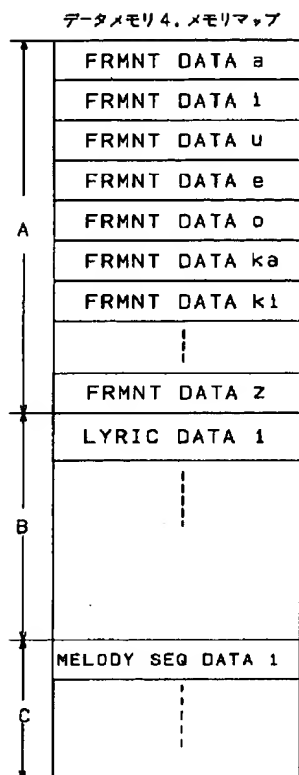 データメモリ4.メモリマップ
FRMNT DATA a
FRMNT DATA i
FRMNT DATA u
FRMNT DATA e
FRMNT DATA o
FRMNT DATA ka
FRMNT DATA ki
FRMNT DATA z
A
LYRIC DATA 1
B
MELODY SEQ DATA 1
C